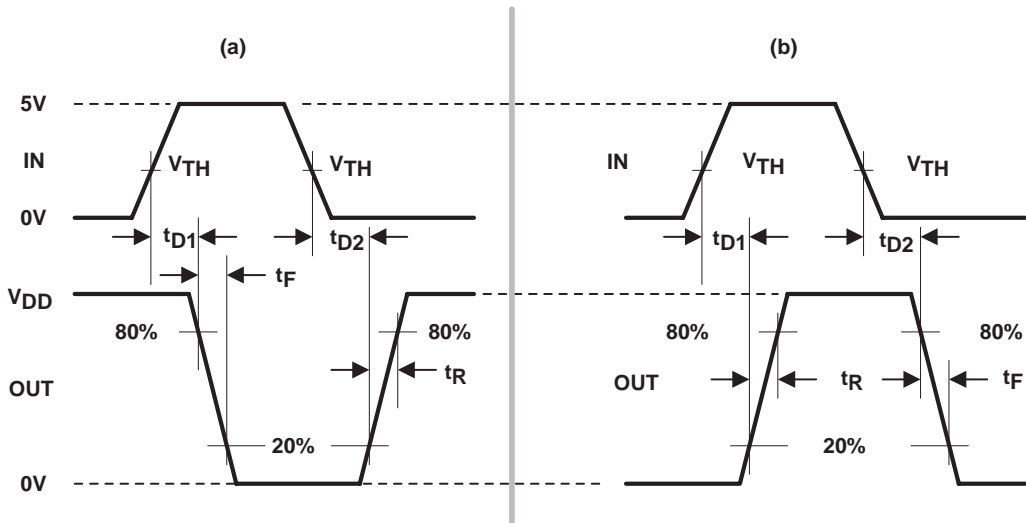 (a) (b)
5V
IN VTH VTH IN VTH VTH
0V
tD1 tD2 tD1 tD2
tF
VDD
80% 80% 80% 80%
tR tR tF
OUT OUT
20% 20%
0V